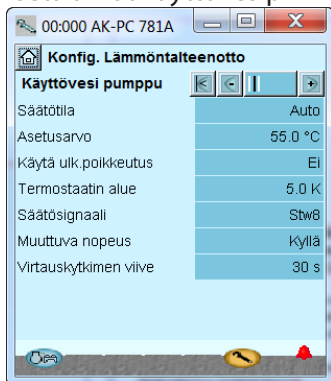 00:000 AK-PC 781A
Konfig. Lämmöntalteenotto
Käyttövesi pumppu
Säätötila Auto
Asetusarvo 55.0 °C
Käytä ulk.poikkeutus Ei
Termostaatin alue 5.0 K
Säätösignaali Stw8
Muuttuva nopeus Kyllä
Virtauskytkimen viive 30 s